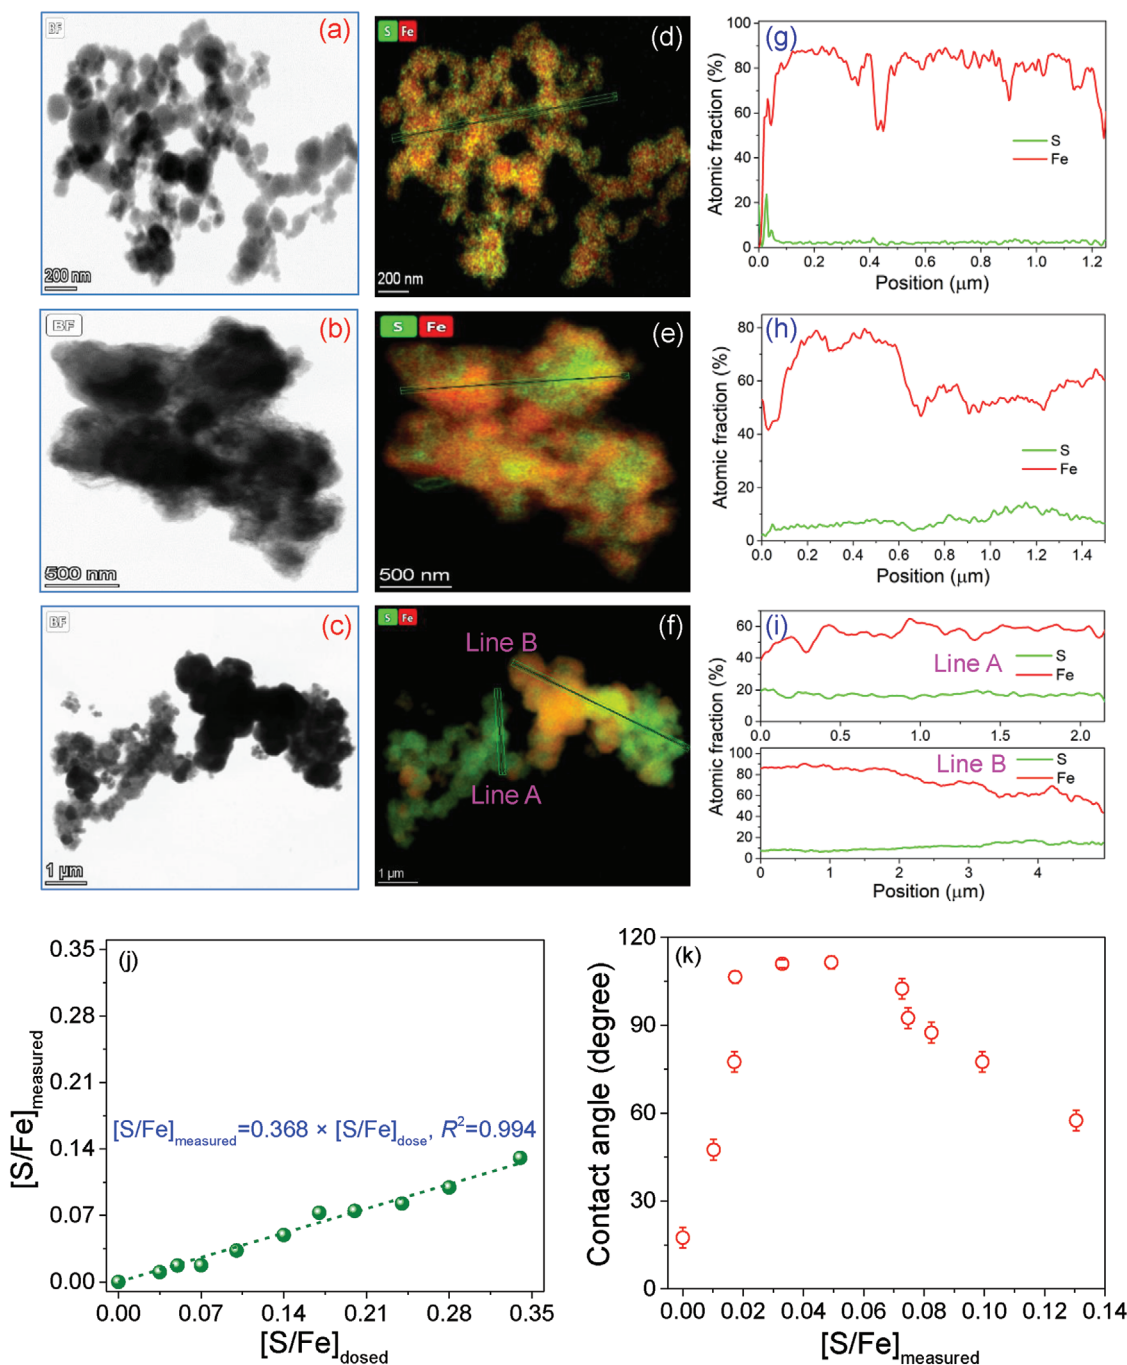 BF
(a)
200 nm
S Fe
(d)
200 nm
(g)
100
80
60
40
20
0
Atomic fraction (%)
S
Fe
0.0 0.2 0.4 0.6 0.8 1.0 1.2
Position (μm)
BF
(b)
500 nm
S Fe
(e)
500 nm
(h)
80
60
40
20
0
Atomic fraction (%)
S
Fe
0.0 0.2 0.4 0.6 0.8 1.0 1.2 1.4
Position (μm)
BF
(c)
1 μm
S Fe
(f)
Line B
Line A
1 μm
(i)
60
40
20
0
S
Fe
Line A
0.0 0.5 1.0 1.5 2.0
Atomic fraction (%)
100
80
60
40
20
0
Line B
S
Fe
0 1 2 3 4
Position (μm)
(j)
0.35
0.28
0.21
0.14
0.07
0.00
[S/Fe]measured
[S/Fe]measured=0.368 × [S/Fe]dose, R2=0.994
0.00 0.07 0.14 0.21 0.28 0.35
[S/Fe]dosed
(k)
120
90
60
30
0
Contact angle (degree)
0.00 0.02 0.04 0.06 0.08 0.10 0.12 0.14
[S/Fe]measured